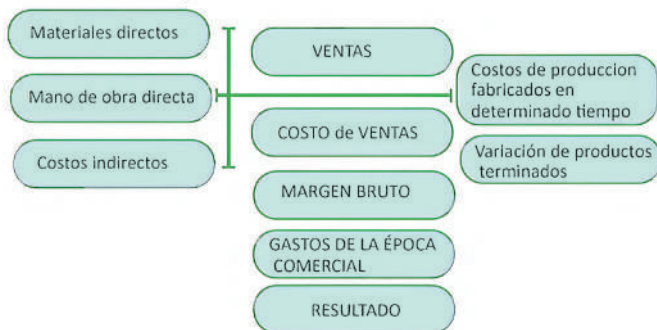 Materiales directos
Mano de obra directa
Costos indirectos
VENTAS
COSTO de VENTAS
MARGEN BRUTO
GASTOS DE LA ÉPOCA
COMERCIAL
RESULTADO
Costos de produccion
fabricados en
determinado tiempo
Variación de productos
terminados